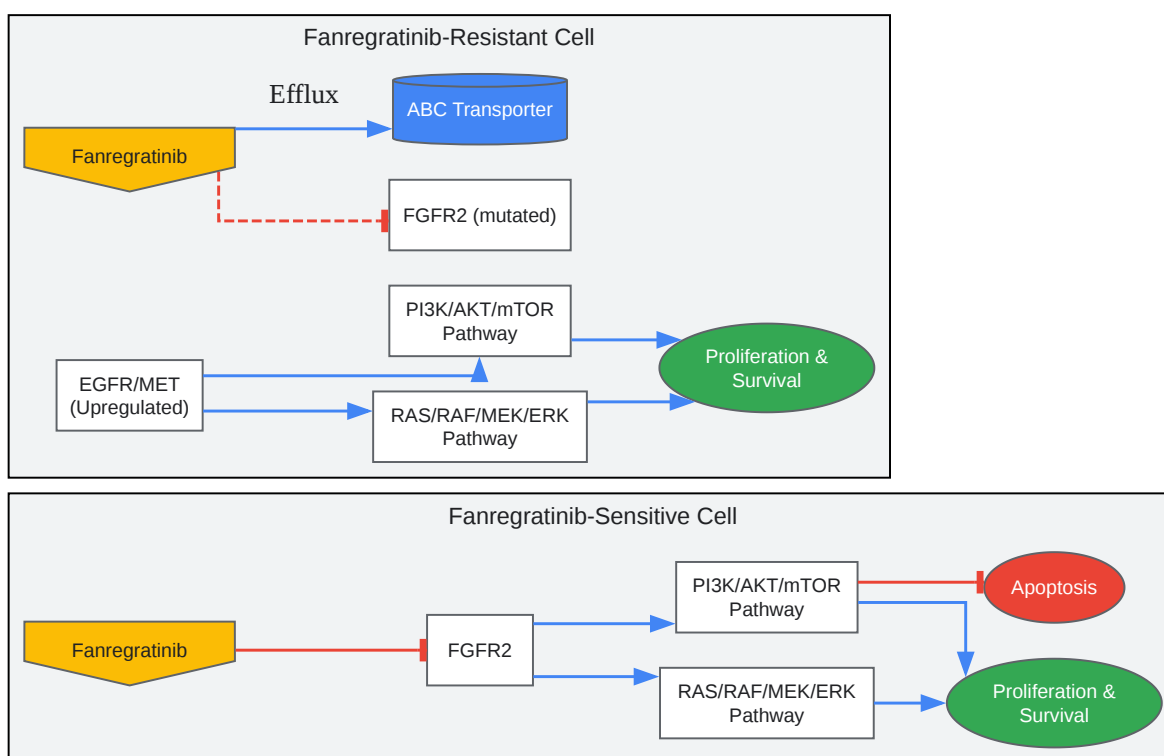 Fanregratinib-Resistant Cell
Efflux
ABC Transporter
Fanregratinib
FGFR2 (mutated)
PI3K/AKT/mTOR
Pathway
EGFR/MET
(Upregulated)
RAS/RAF/MEK/ERK
Pathway
Proliferation &
Survival
Fanregratinib-Sensitive Cell
Fanregratinib
FGFR2
PI3K/AKT/mTOR
Pathway
Apoptosis
RAS/RAF/MEK/ERK
Pathway
Proliferation &
Survival